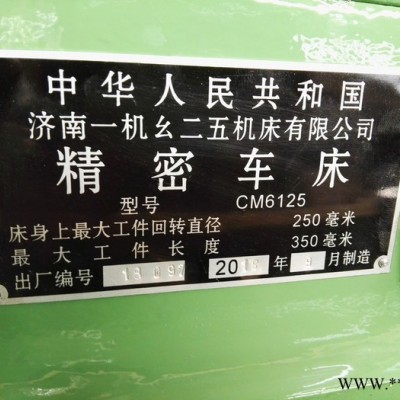 中华人民共和国
济南一机幺二五机床有限公司
精密车床
型号 CM6125
床身上最大工件回转直径 250毫米
最大工件长度 350毫米
出厂编号 年9月制造
WWW.